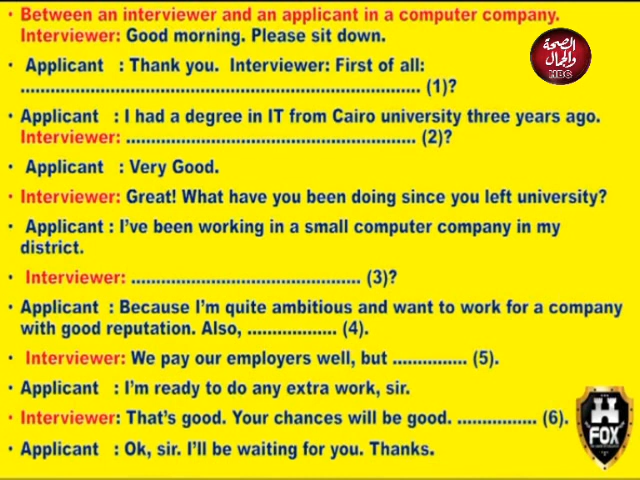 • Between an interviewer and an applicant in a computer company.
Interviewer: Good morning. Please sit down.
• Applicant : Thank you. Interviewer: First of all:
................................................................................ (1)?
• Applicant : I had a degree in IT from Cairo university three years ago.
Interviewer: .......................................................... (2)?
• Applicant : Very Good.
• Interviewer: Great! What have you been doing since you left university?
• Applicant : I've been working in a small computer company in my
district.
• Interviewer: .............................................. (3)?
• Applicant : Because I'm quite ambitious and want to work for a company
with good reputation. Also, .................. (4).
• Interviewer: We pay our employers well, but ............... (5).
• Applicant : I'm ready to do any extra work, sir.
• Interviewer: That's good. Your chances will be good. ................ (6).
• Applicant : Ok, sir. I'll be waiting for you. Thanks.
الصحة
والجمال
HBC
FOX